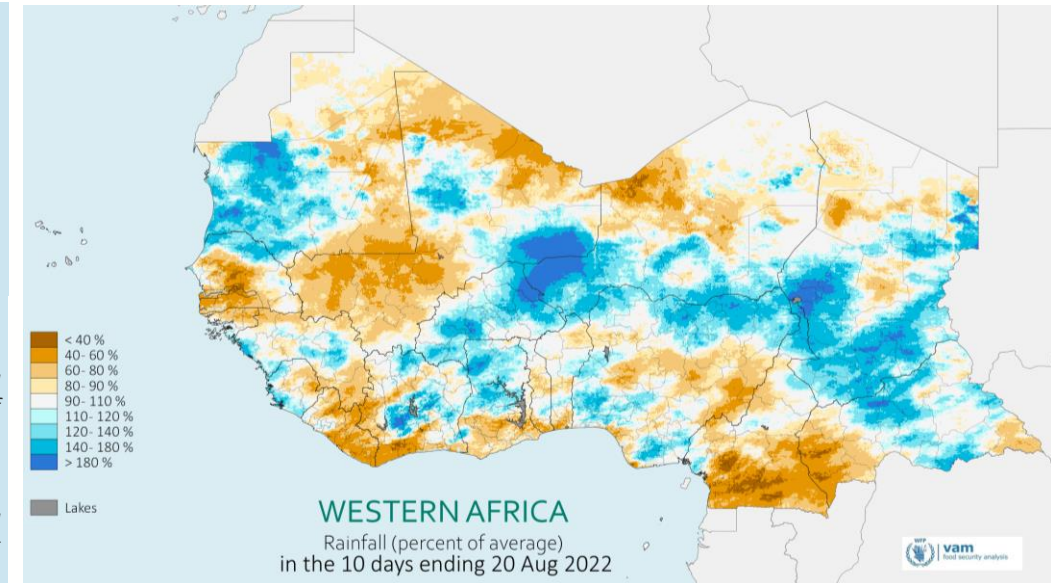 < 40 %
40- 60 %
60- 80 %
80- 90 %
90- 110 %
110- 120 %
120- 140 %
140- 180 %
> 180 %
Lakes
WESTERN AFRICA
Rainfall (percent of average)
in the 10 days ending 20 Aug 2022
WFP
vam
food security analysis